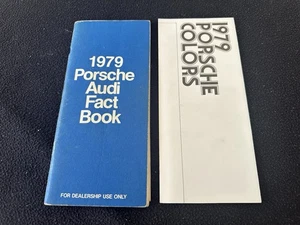 1979
Porsche
Audi
Fact
Book
FOR DEALERSHIP USE ONLY
1979
PORSCHE
COLORS